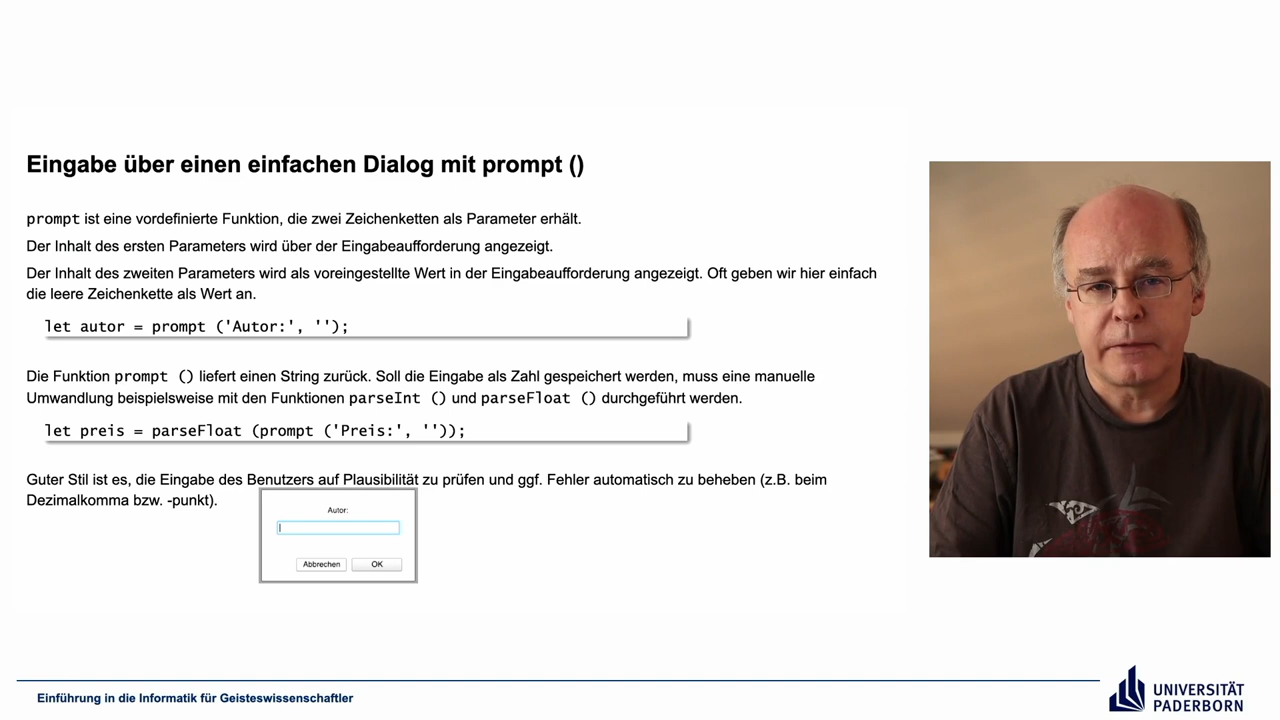 Eingabe über einen einfachen Dialog mit prompt ()
prompt ist eine vordefinierte Funktion, die zwei Zeichenketten als Parameter erhält.
Der Inhalt des ersten Parameters wird über der Eingabeaufforderung angezeigt.
Der Inhalt des zweiten Parameters wird als voreingestellte Wert in der Eingabeaufforderung angezeigt. Oft geben wir hier einfach
die leere Zeichenkette als Wert an.
let autor = prompt ('Autor:', '');
Die Funktion prompt () liefert einen String zurück. Soll die Eingabe als Zahl gespeichert werden, muss eine manuelle
Umwandlung beispielsweise mit den Funktionen parseInt () und parseFloat () durchgeführt werden.
let preis = parseFloat (prompt ('Preis:', ''));
Guter Stil ist es, die Eingabe des Benutzers auf Plausibilität zu prüfen und ggf. Fehler automatisch zu beheben (z.B. beim
Dezimalkomma bzw. -punkt).
Autor:
Abbrechen OK
Einführung in die Informatik für Geisteswissenschaftler
UNIVERSITÄT
PADERBORN